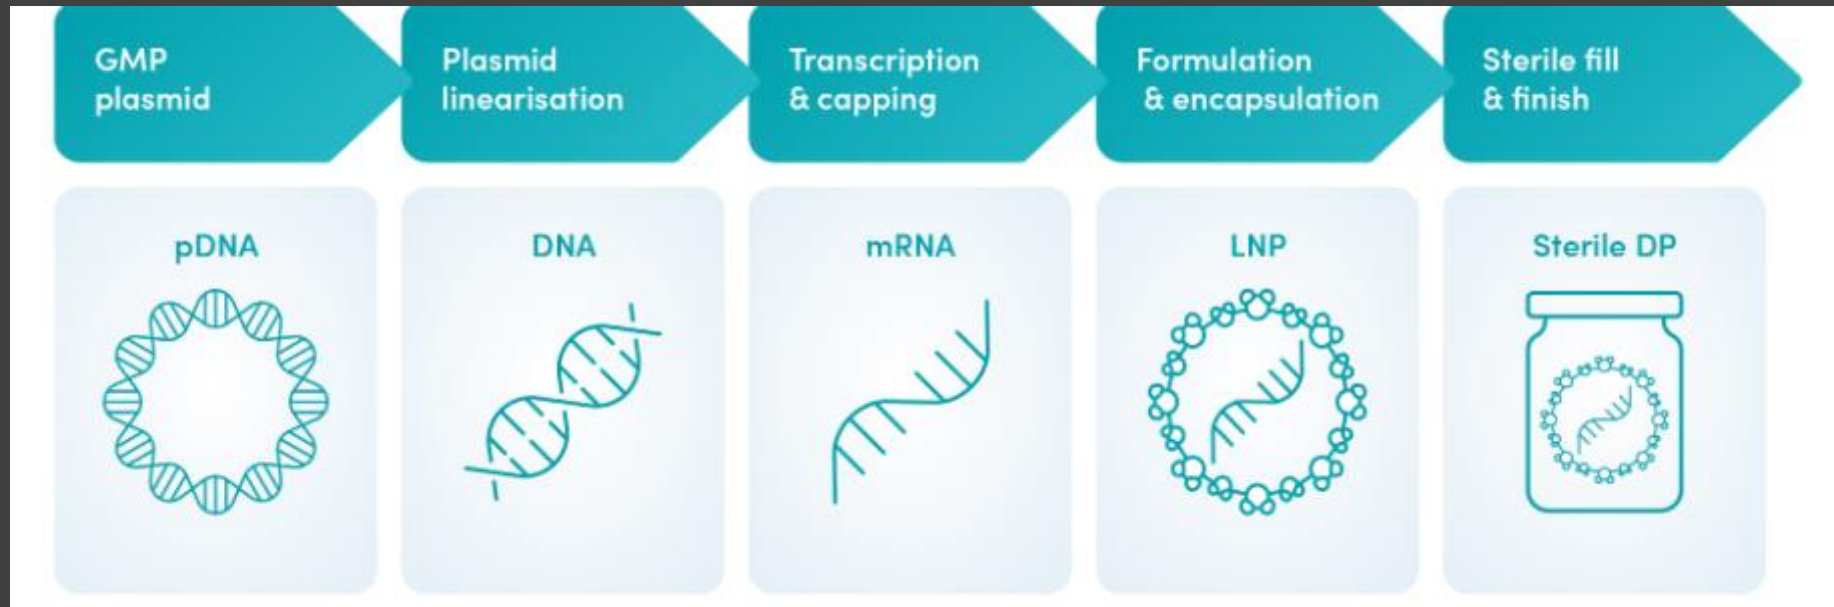 GMP
plasmid
Plasmid
linearisation
Transcription
& capping
Formulation
& encapsulation
Sterile fill
& finish
pDNA
DNA
mRNA
LNP
Sterile DP